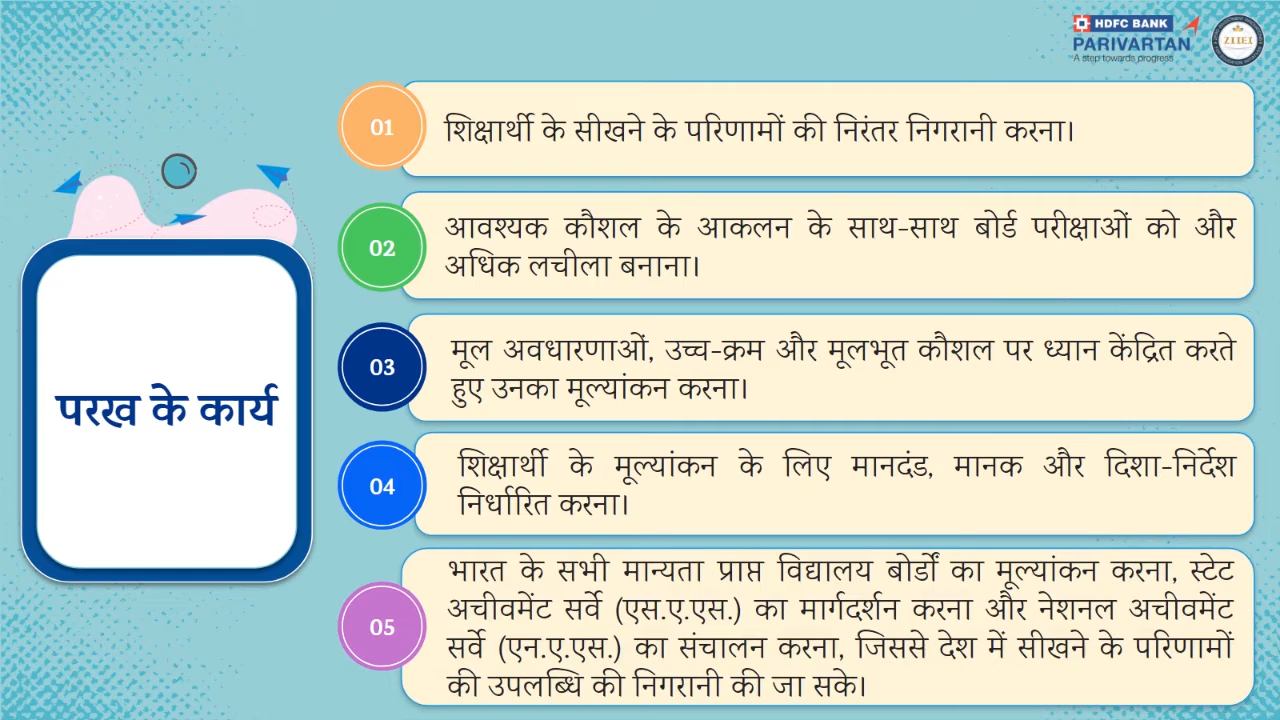 HDFC BANK
PARIVARTAN
A step towards progress
ZIIEI
परख के कार्य
01
शिक्षार्थी के सीखने के परिणामों की निरंतर निगरानी करना।
02
आवश्यक कौशल के आकलन के साथ-साथ बोर्ड परीक्षाओं को और
अधिक लचीला बनाना।
03
मूल अवधारणाओं, उच्च-क्रम और मूलभूत कौशल पर ध्यान केंद्रित करते
हुए उनका मूल्यांकन करना।
04
शिक्षार्थी के मूल्यांकन के लिए मानदंड, मानक और दिशा-निर्देश
निर्धारित करना।
05
भारत के सभी मान्यता प्राप्त विद्यालय बोर्डों का मूल्यांकन करना, स्टेट
अचीवमेंट सर्वे (एस.ए.एस.) का मार्गदर्शन करना और नेशनल अचीवमेंट
सर्वे (एन.ए.एस.) का संचालन करना, जिससे देश में सीखने के परिणामों
की उपलब्धि की निगरानी की जा सके।